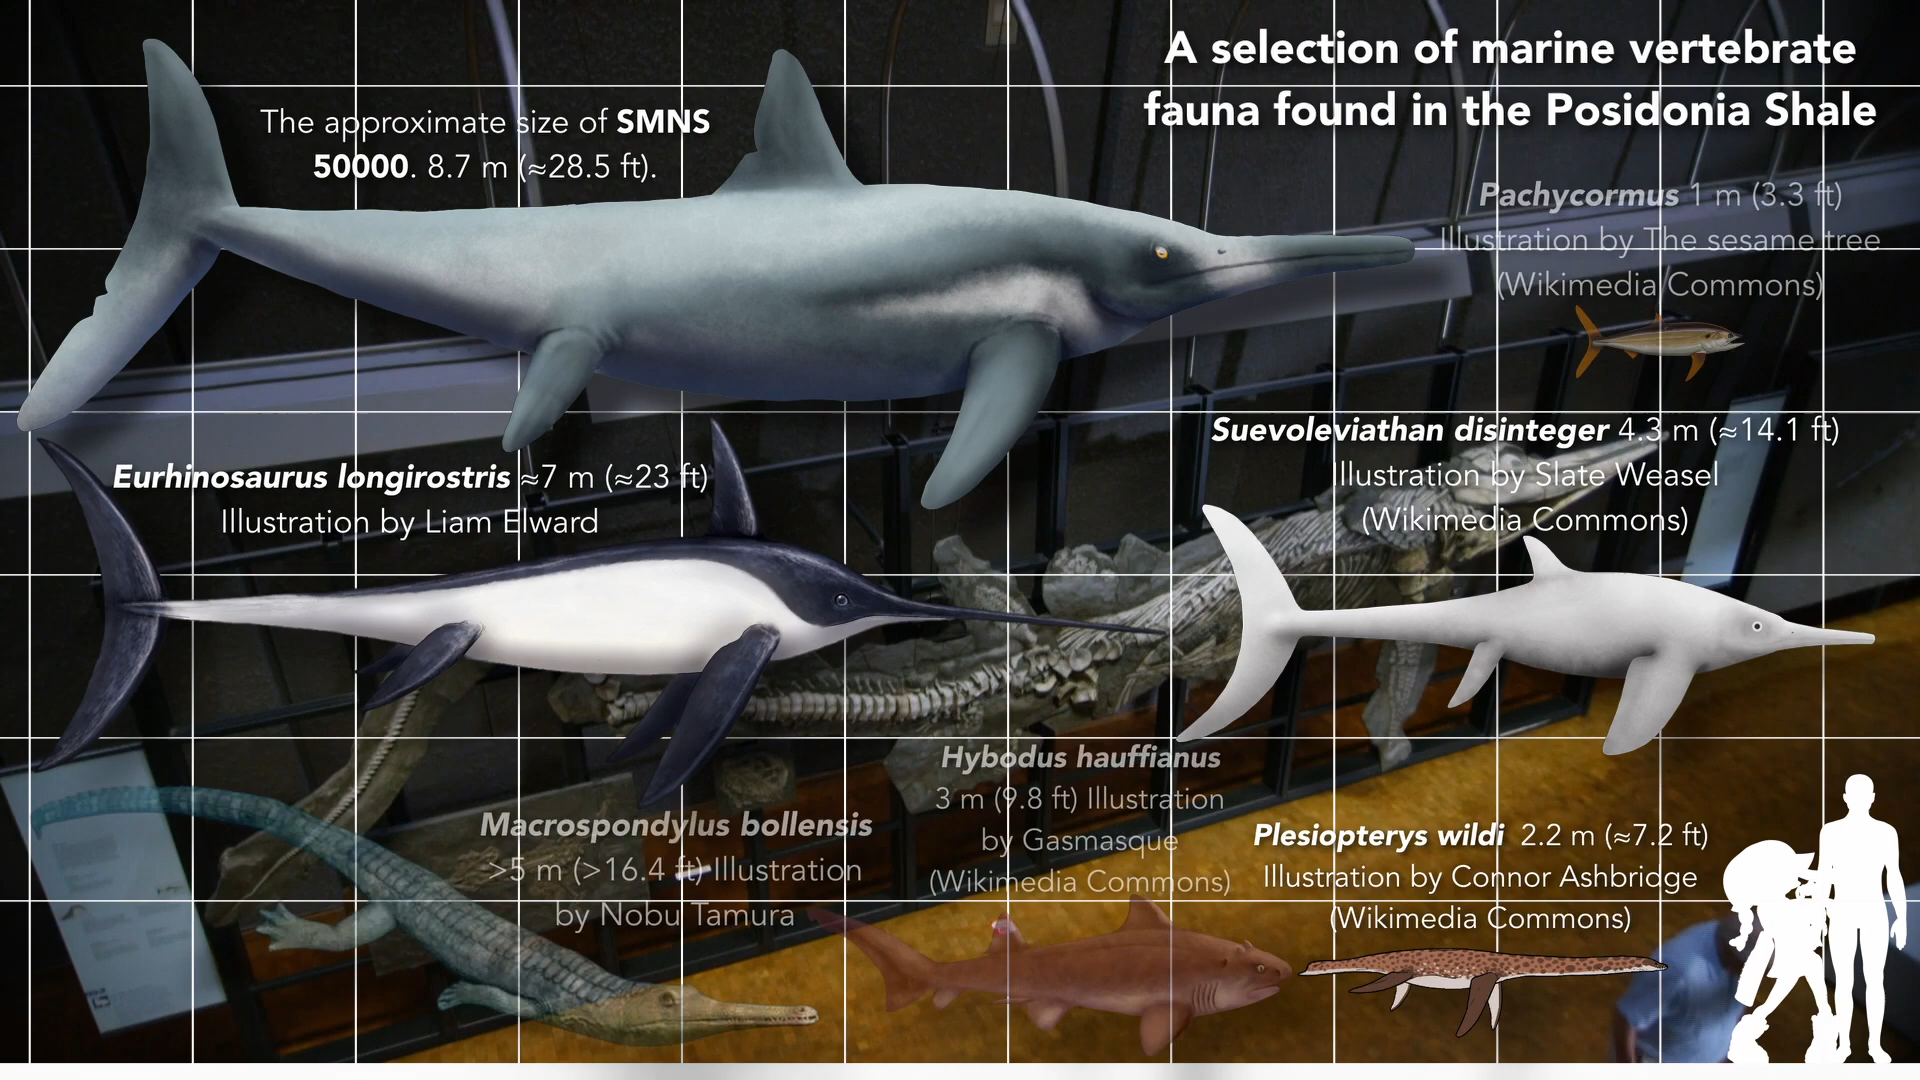 A selection of marine vertebrate
fauna found in the Posidonia Shale
The approximate size of SMNS
50000. 8.7 m (≈28.5 ft).
Pachycormus 1 m (3.3 ft)
Illustration by The sesame tree
(Wikimedia Commons)
Suevoleviathan disinteger 4.3 m (≈14.1 ft)
Illustration by Slate Weasel
(Wikimedia Commons)
Eurhinosaurus longirostris ≈7 m (≈23 ft)
Illustration by Liam Elward
Hybodus hauffianus
3 m (9.8 ft) Illustration
by Gasmasque
(Wikimedia Commons)
Macrospondylus bollensis
>5 m (>16.4 ft) Illustration
by Nobu Tamura
Plesiopterys wildi 2.2 m (≈7.2 ft)
Illustration by Connor Ashbridge
(Wikimedia Commons)